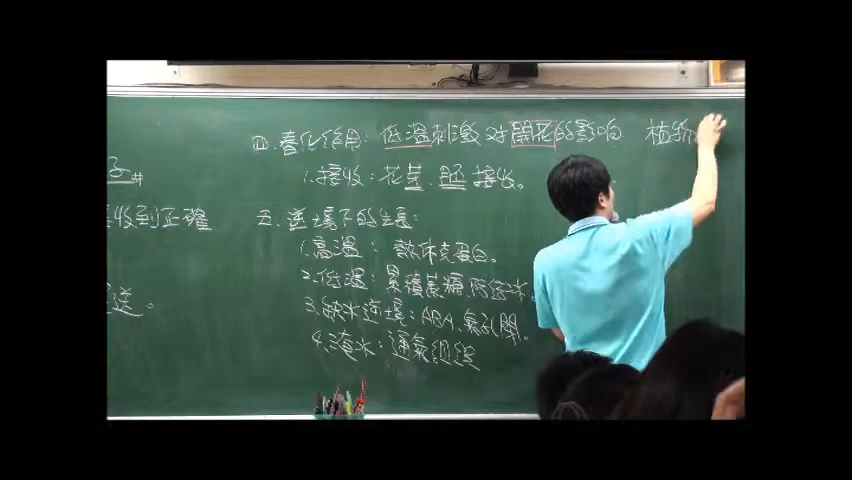 子#
收到正確
送。
四、春化作用：低溫刺激對開花的影響
1.接收：花芽、胚接收。
五、逆境下的生長：
1.高溫：熱休克蛋白。
2.低溫：累積蔗糖，防結冰。
3.缺水逆境：ABA、氣孔關。
4.淹水：通氣組織
植物